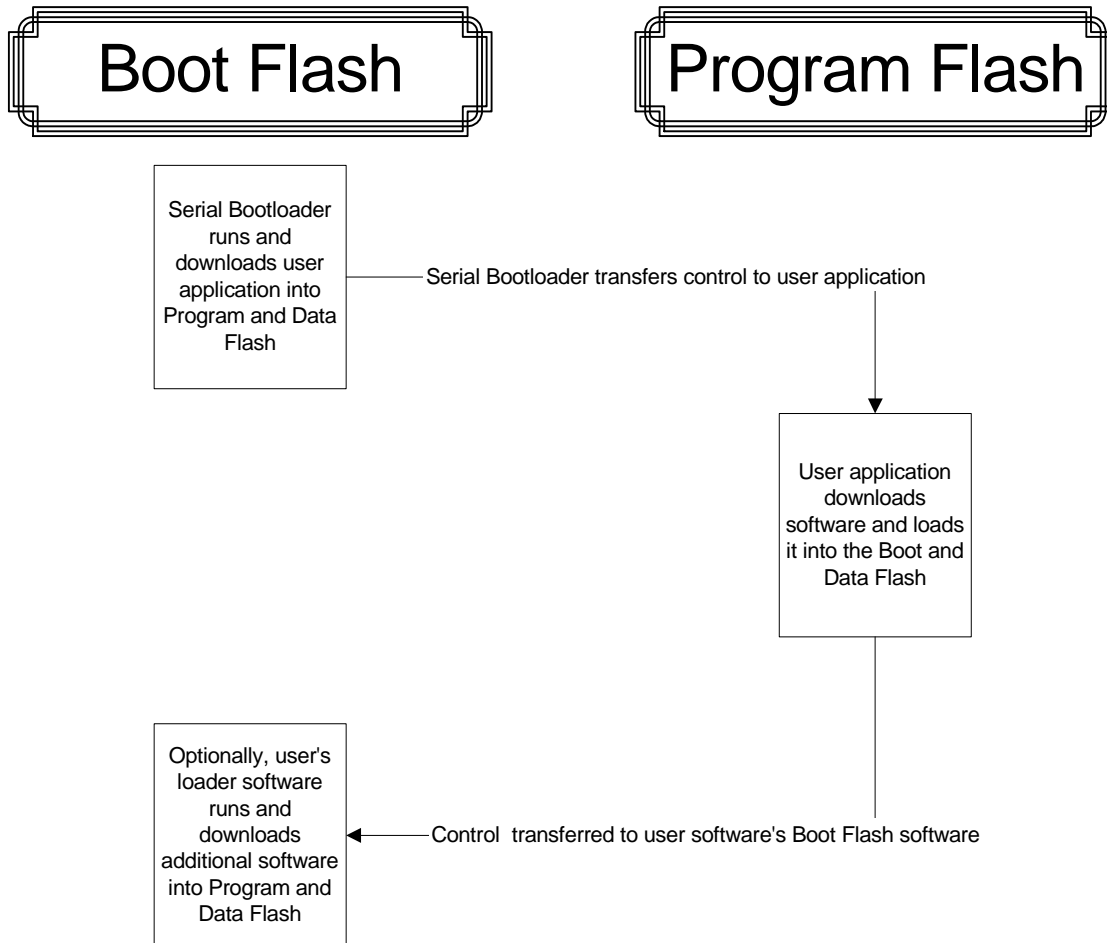 Boot Flash
Program Flash
Serial Bootloader
runs and
downloads user
application into
Program and Data
Flash
Serial Bootloader transfers control to user application
User application
downloads
software and loads
it into the Boot and
Data Flash
Optionally, user's
loader software
runs and
downloads
additional software
into Program and
Data Flash
Control  transferred to user software's Boot Flash software